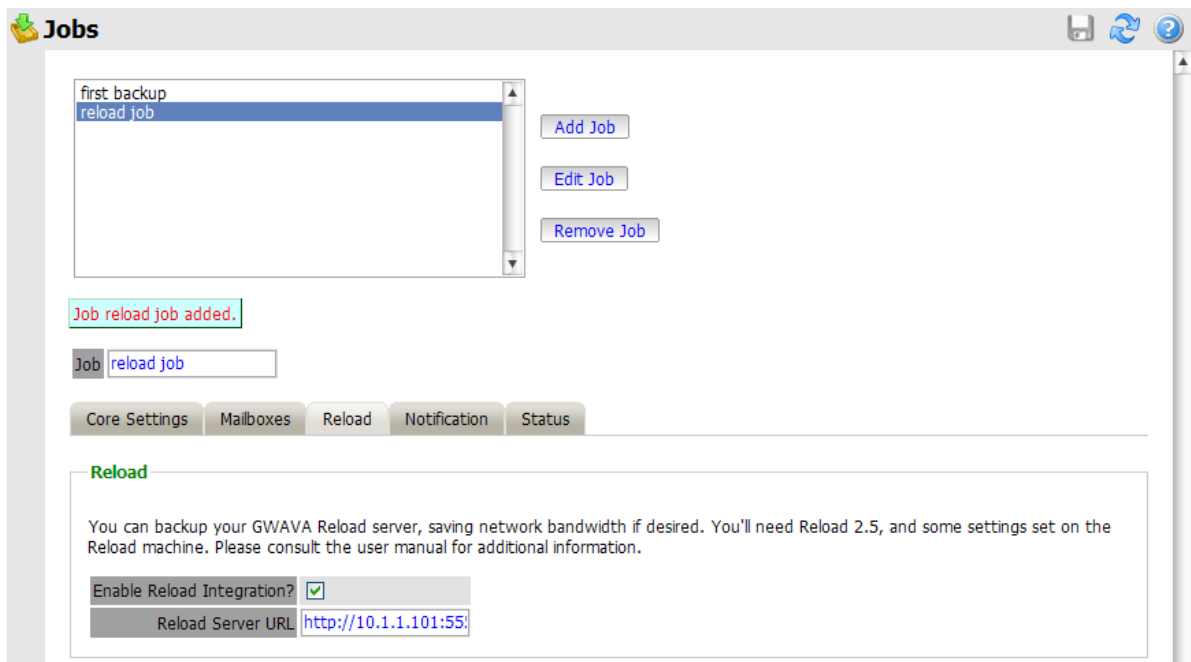 Jobs
first backup
reload job
Add Job
Edit Job
Remove Job
Job reload job added.
Job reload job
Core Settings Mailboxes Reload Notification Status
Reload
You can backup your GWAVA Reload server, saving network bandwidth if desired. You'll need Reload 2.5, and some settings set on the
Reload machine. Please consult the user manual for additional information.
Enable Reload Integration?
Reload Server URL http://10.1.1.101:55